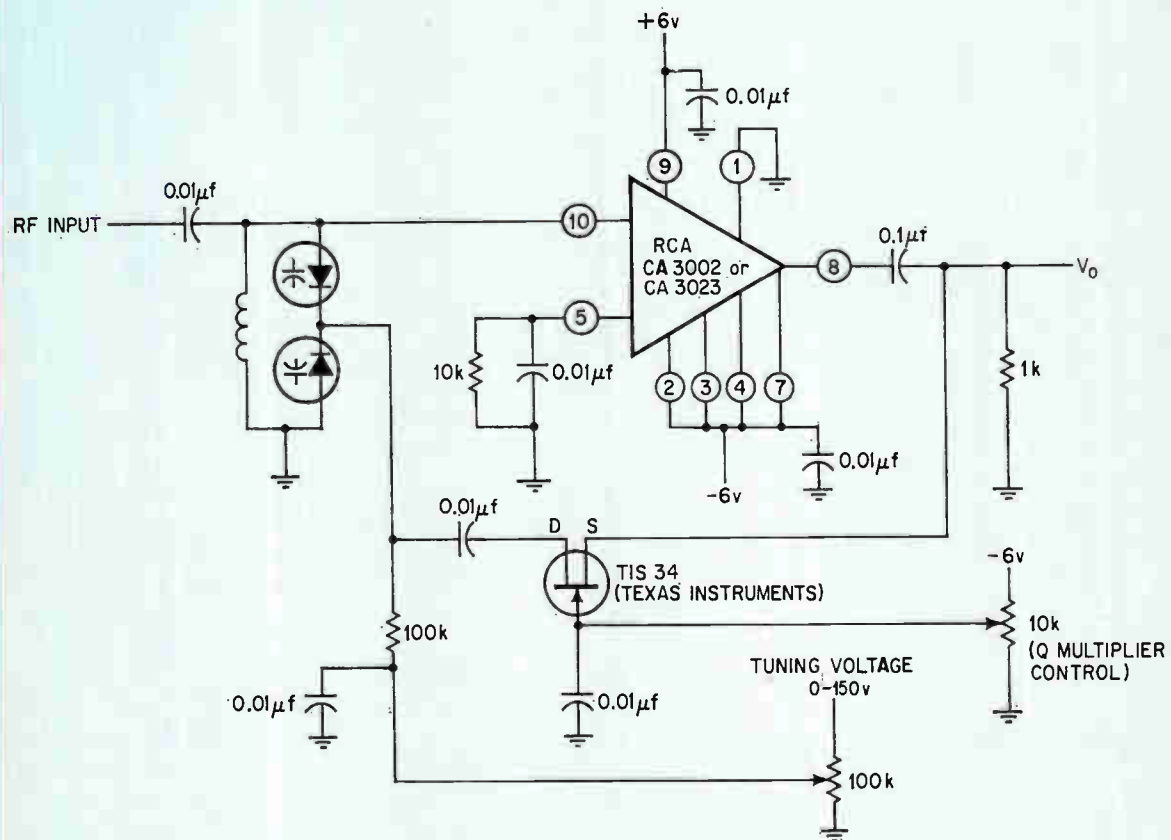 +6v
0.01μf
9
1
0.01μf
RF INPUT
10
RCA
CA 3002 or
CA 3023
8
0.1μf
Vo
5
10k
0.01μf
2
3
4
7
1k
0.01μf
-6v
0.01μf
D
S
TIS 34
(TEXAS INSTRUMENTS)
-6v
10k
(Q MULTIPLIER
CONTROL)
100k
TUNING VOLTAGE
0-150v
0.01μf
0.01μf
100k